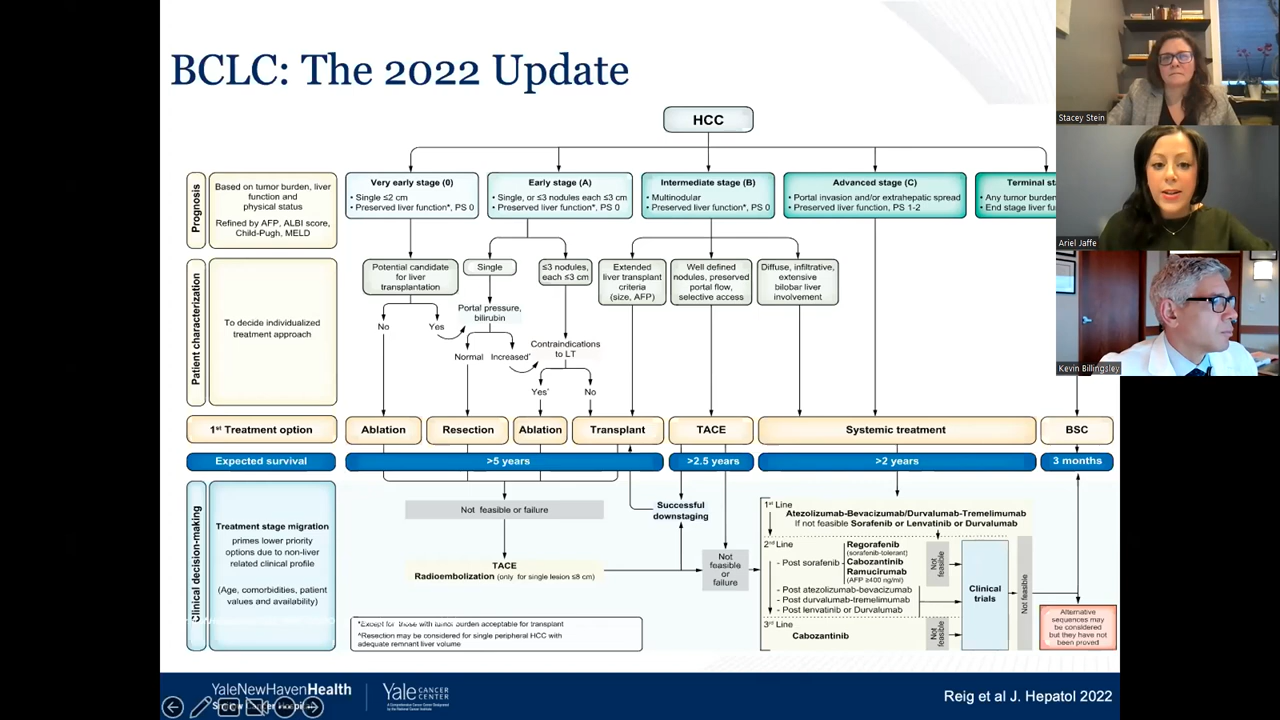 BCLC: The 2022 Update
HCC
Prognosis
Based on tumor burden, liver
function and
physical status
Refined by AFP, ALBI score,
Child-Pugh, MELD
Very early stage (0)
• Single ≤2 cm
• Preserved liver function*, PS 0
Early stage (A)
• Single, or ≤3 nodules each ≤3 cm
• Preserved liver function*, PS 0
Intermediate stage (B)
• Multinodular
• Preserved liver function*, PS 0
Advanced stage (C)
• Portal invasion and/or extrahepatic spread
• Preserved liver function, PS 1-2
Terminal
• Any tumor burden
• End stage liver
Patient characterization
To decide individualized
treatment approach
Potential candidate
for liver
transplantation
No
Yes
Single
Portal pressure,
bilirubin
Normal
Increased
≤3 nodules,
each ≤3 cm
Contraindications
to LT
Yes
No
Extended
liver transplant
criteria
(size, AFP)
Well defined
nodules, preserved
portal flow,
selective access
Diffuse, infiltrative,
extensive
bilobar liver
involvement
1st Treatment option
Ablation
Resection
Ablation
Transplant
TACE
Systemic treatment
BSC
Expected survival
>5 years
>2.5 years
>2 years
3 months
Clinical decision-making
Treatment stage migration
primes lower priority
options due to non-liver
related clinical profile
(Age, comorbidities, patient
values and availability)
Not feasible or failure
TACE
Radioembolization (only for single lesion ≤8 cm)
Successful
downstaging
Not
feasible
or
failure
1st Line
Atezolizumab-Bevacizumab/Durvalumab-Tremelimumab
If not feasible Sorafenib or Lenvatinib or Durvalumab
2nd Line
- Post sorafenib
Regorafenib
(sorafenib-tolerant)
Cabozantinib
Ramucirumab
(AFP ≥400 ng/ml)
- Post atezolizumab-bevacizumab
- Post durvalumab-tremelimumab
- Post lenvatinib or Durvalumab
3rd Line
Cabozantinib
Not feasible
Not feasible
Clinical
trials
Not feasible
Alternative
sequences may
be considered
but they have not
been proved
*Except for those with tumor burden acceptable for transplant
^Resection may be considered for single peripheral HCC with
adequate remnant liver volume
YaleNewHavenHealth
Yale CANCER CENTER
Reig et al J. Hepatol 2022
Stacey Stein
Ariel Jaffe
Kevin Billingsley